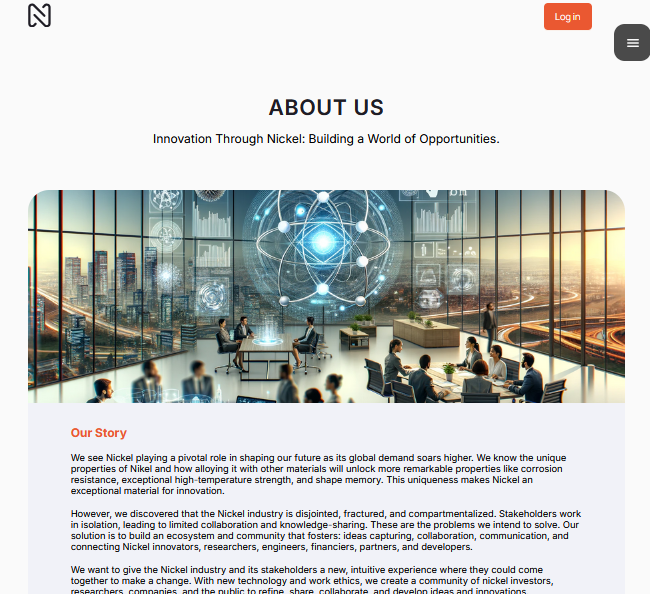 Log in
ABOUT US
Innovation Through Nickel: Building a World of Opportunities.
Our Story
We see Nickel playing a pivotal role in shaping our future as its global demand soars higher. We know the unique
properties of Nikel and how alloying it with other materials will unlock more remarkable properties like corrosion
resistance, exceptional high-temperature strength, and shape memory. This uniqueness makes Nickel an
exceptional material for innovation.
However, we discovered that the Nickel industry is disjointed, fractured, and compartmentalized. Stakeholders work
in isolation, leading to limited collaboration and knowledge-sharing. These are the problems we intend to solve. Our
solution is to build an ecosystem and community that fosters: ideas capturing, collaboration, communication, and
connecting Nickel innovators, researchers, engineers, financiers, partners, and developers.
We want to give the Nickel industry and its stakeholders a new, intuitive experience where they could come
together to make a change. With new technology and work ethics, we create a community of nickel investors,
researchers, companies, and the public to refine, share, collaborate, and develop ideas and innovations